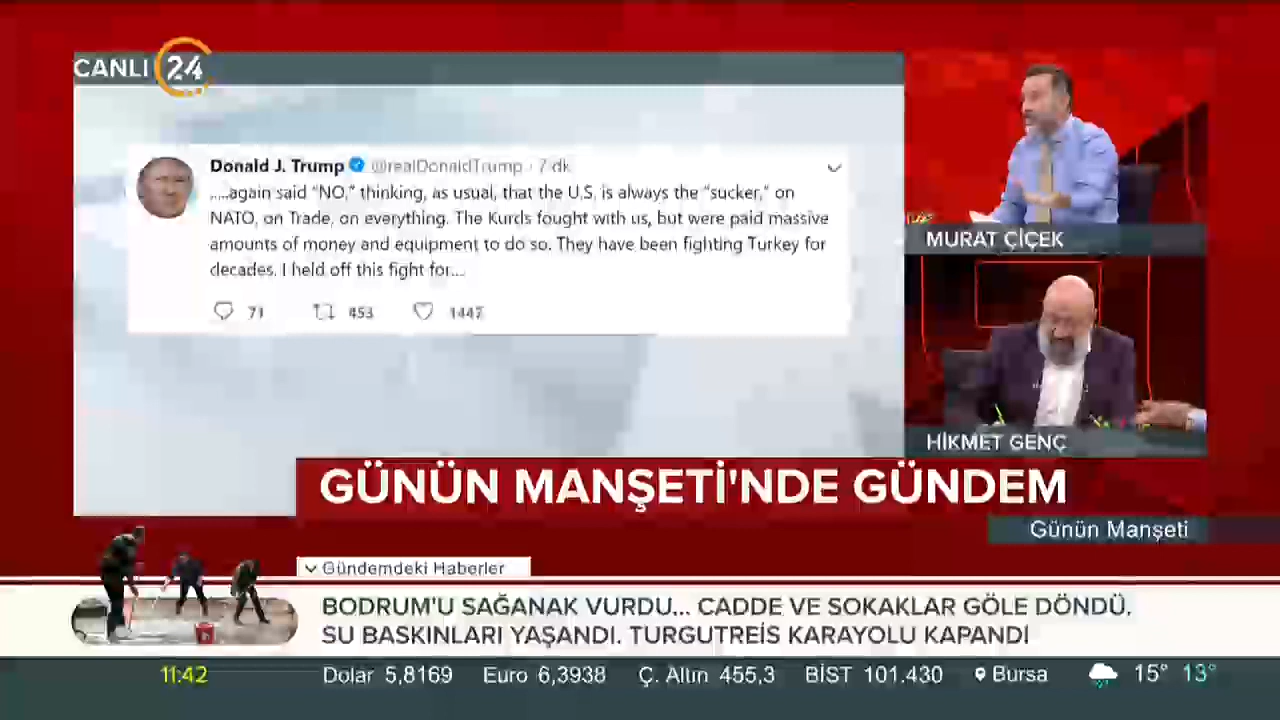 CANLI 24
Donald J. Trump @realDonaldTrump · 7 dk
....again said “NO,” thinking, as usual, that the U.S. is always the “sucker,” on
NATO, on Trade, on everything. The Kurds fought with us, but were paid massive
amounts of money and equipment to do so. They have been fighting Turkey for
decades. I held off this fight for....
71 453 1447
MURAT ÇİÇEK
HİKMET GENÇ
GÜNÜN MANŞETİ'NDE GÜNDEM
Günün Manşeti
Gündemdeki Haberler
BODRUM'U SAĞANAK VURDU... CADDE VE SOKAKLAR GÖLE DÖNDÜ,
SU BASKINLARI YAŞANDI. TURGUTREİS KARAYOLU KAPANDI
11:42 Dolar 5,8169 Euro 6,3938 Ç. Altın 455,3 BİST 101.430 Bursa 15° 13°